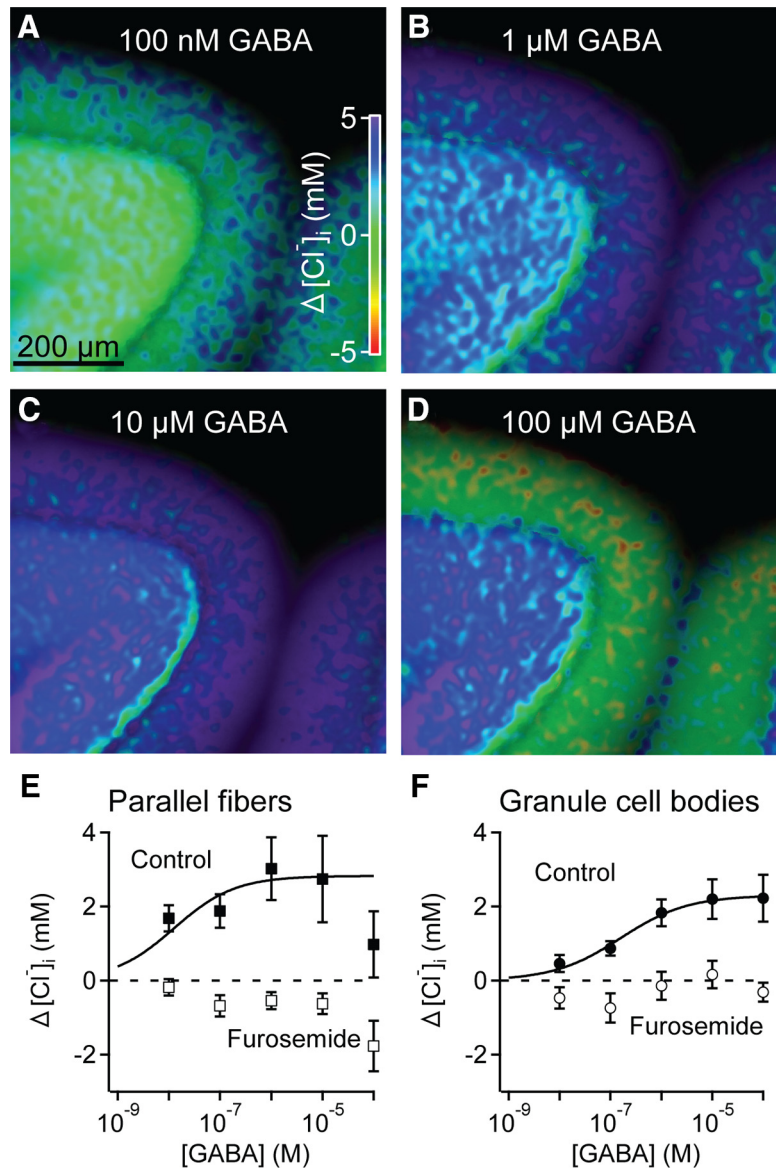 A
100 nM GABA
5
0
-5
Δ [Cl⁻]ᵢ (mM)
200 µm
B
1 µM GABA
C
10 µM GABA
D
100 µM GABA
E
Parallel fibers
4
2
0
-2
Δ [Cl⁻]ᵢ (mM)
Control
Furosemide
10⁻⁹
10⁻⁷
10⁻⁵
[GABA] (M)
F
Granule cell bodies
4
2
0
-2
Δ [Cl⁻]ᵢ (mM)
Control
Furosemide
10⁻⁹
10⁻⁷
10⁻⁵
[GABA] (M)